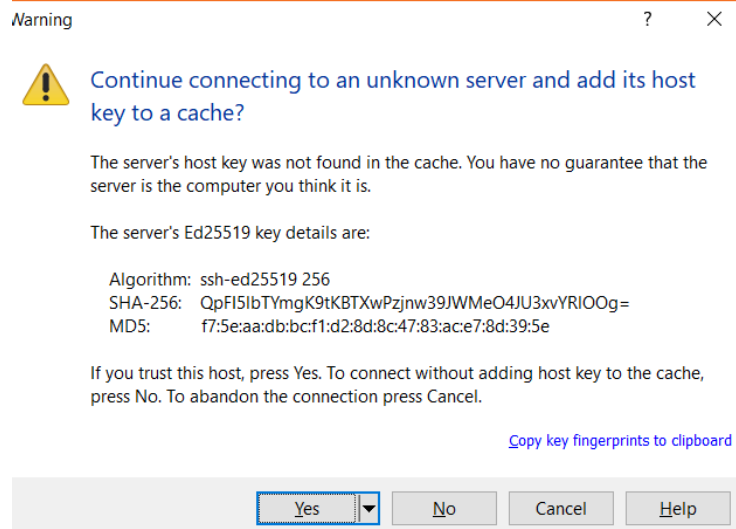 Warning
?
Continue connecting to an unknown server and add its host
key to a cache?
The server's host key was not found in the cache. You have no guarantee that the
server is the computer you think it is.
The server's Ed25519 key details are:
Algorithm: ssh-ed25519 256
SHA-256: QpFI5IbTYmgK9tKBTXwPzjnw39JWMeO4JU3xvYRIOOg=
MD5: f7:5e:aa:db:bc:f1:d2:8d:8c:47:83:ac:e7:8d:39:5e
If you trust this host, press Yes. To connect without adding host key to the cache,
press No. To abandon the connection press Cancel.
Copy key fingerprints to clipboard
Yes No Cancel Help